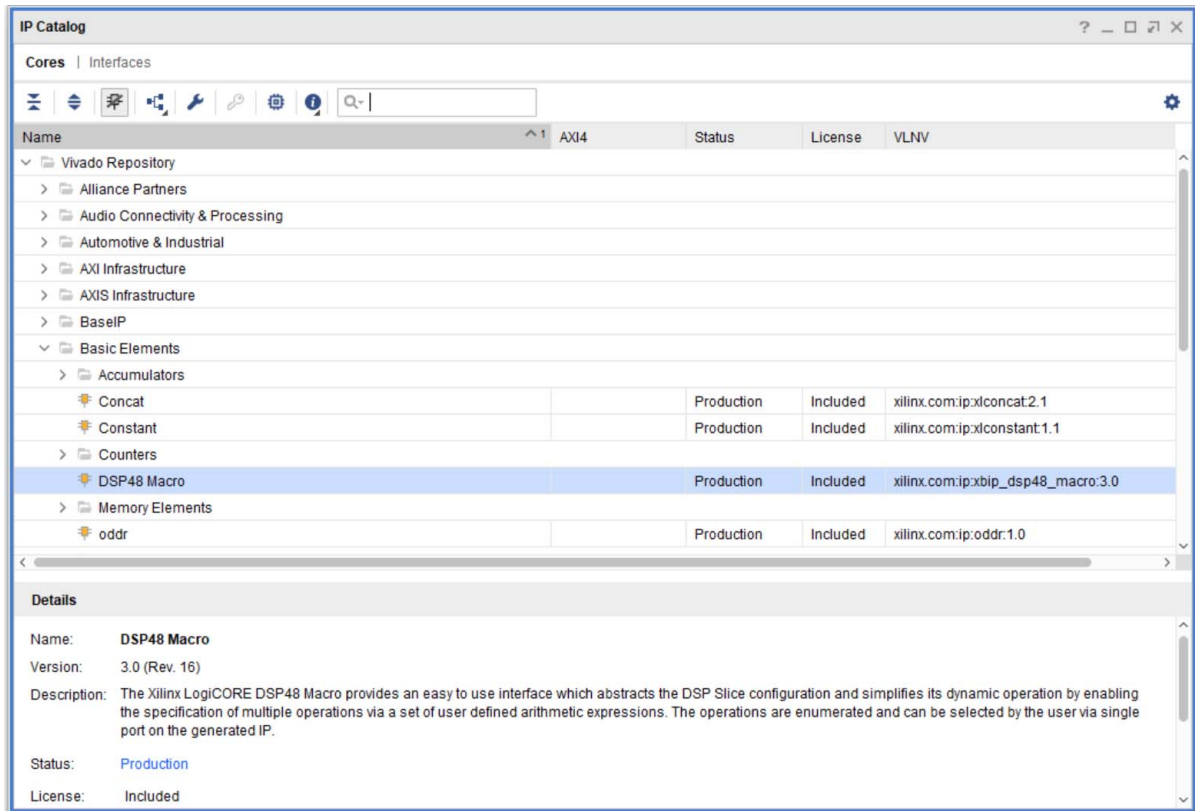 IP Catalog
Cores | Interfaces
Name 1 AXI4 Status License VLNV
Vivado Repository
Alliance Partners
Audio Connectivity & Processing
Automotive & Industrial
AXI Infrastructure
AXIS Infrastructure
BaseIP
Basic Elements
Accumulators
Concat Production Included xilinx.com:ip:xlconcat:2.1
Constant Production Included xilinx.com:ip:xlconstant:1.1
Counters
DSP48 Macro Production Included xilinx.com:ip:xbip_dsp48_macro:3.0
Memory Elements
oddr Production Included xilinx.com:ip:oddr:1.0
Details
Name: DSP48 Macro
Version: 3.0 (Rev. 16)
Description: The Xilinx LogiCORE DSP48 Macro provides an easy to use interface which abstracts the DSP Slice configuration and simplifies its dynamic operation by enabling
the specification of multiple operations via a set of user defined arithmetic expressions. The operations are enumerated and can be selected by the user via single
port on the generated IP.
Status: Production
License: Included